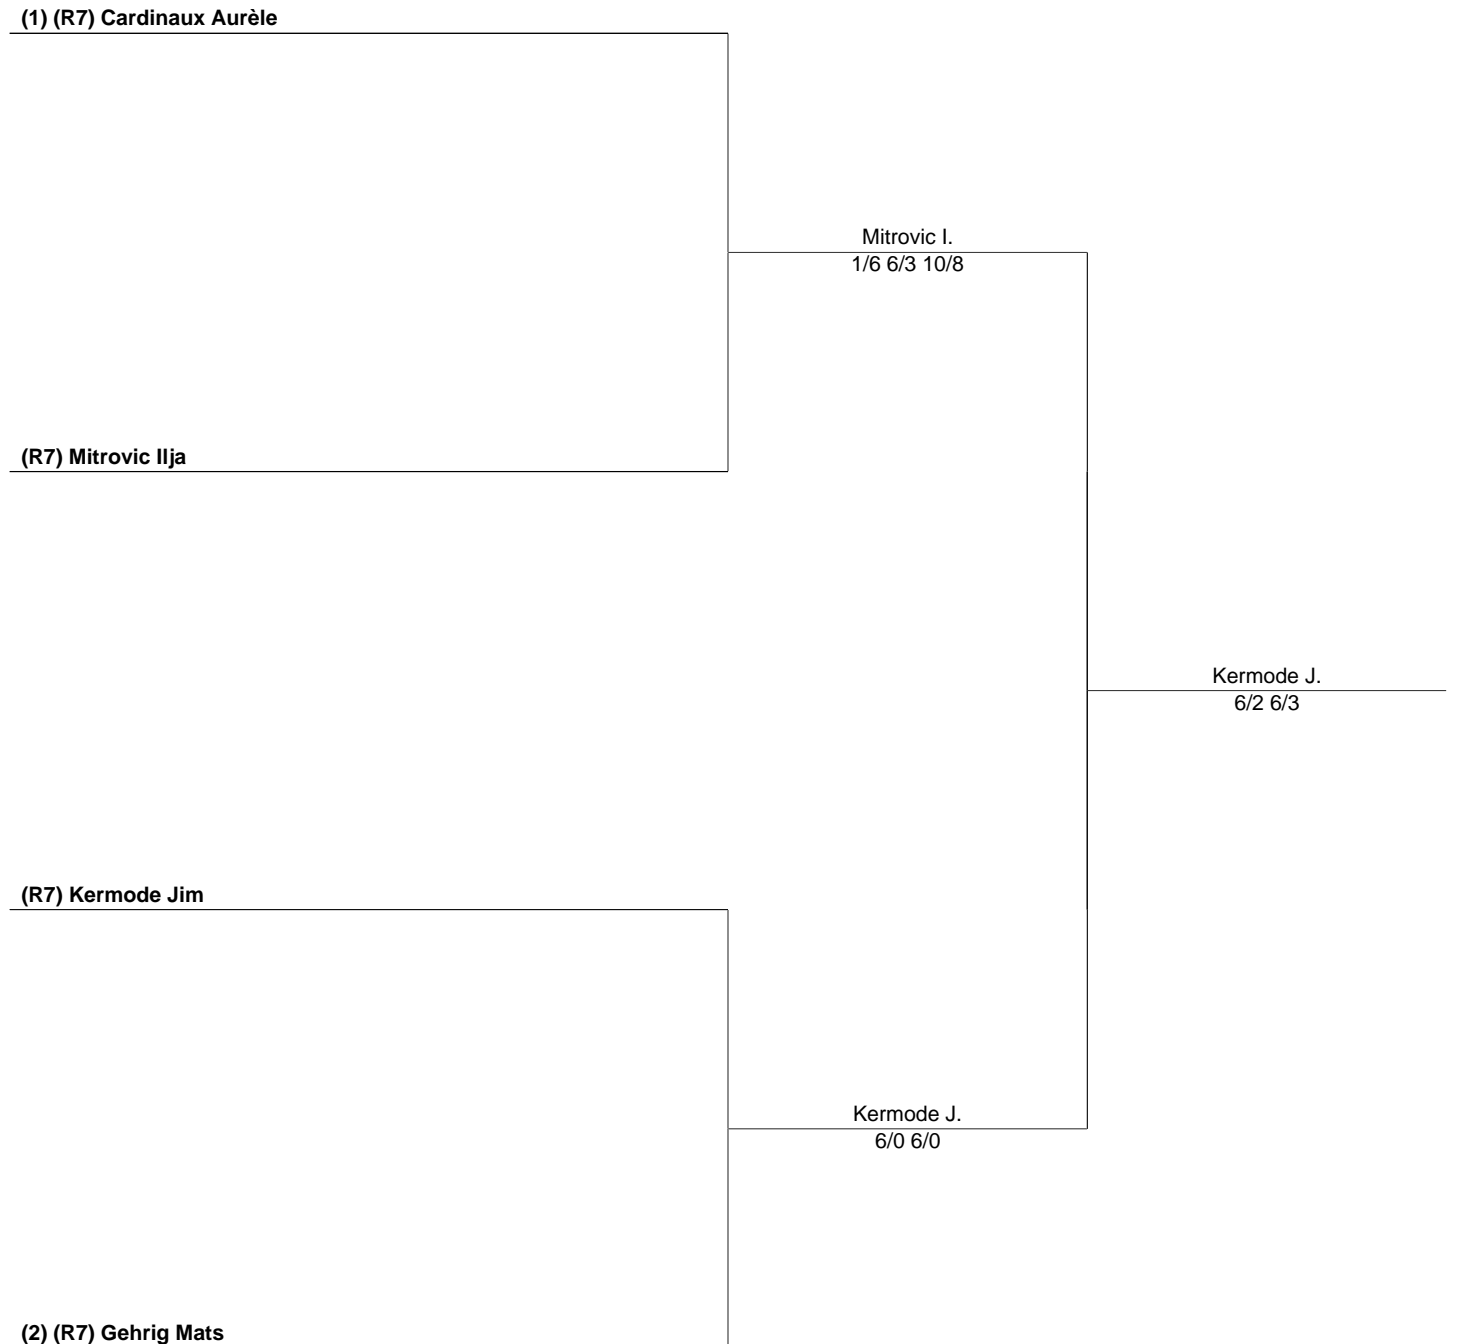 (1) (R7) Cardinaux Aurèle
Mitrovic I.
1/6 6/3 10/8
(R7) Mitrovic Ilja
Kermode J.
6/2 6/3
(R7) Kermode Jim
Kermode J.
6/0 6/0
(2) (R7) Gehrig Mats